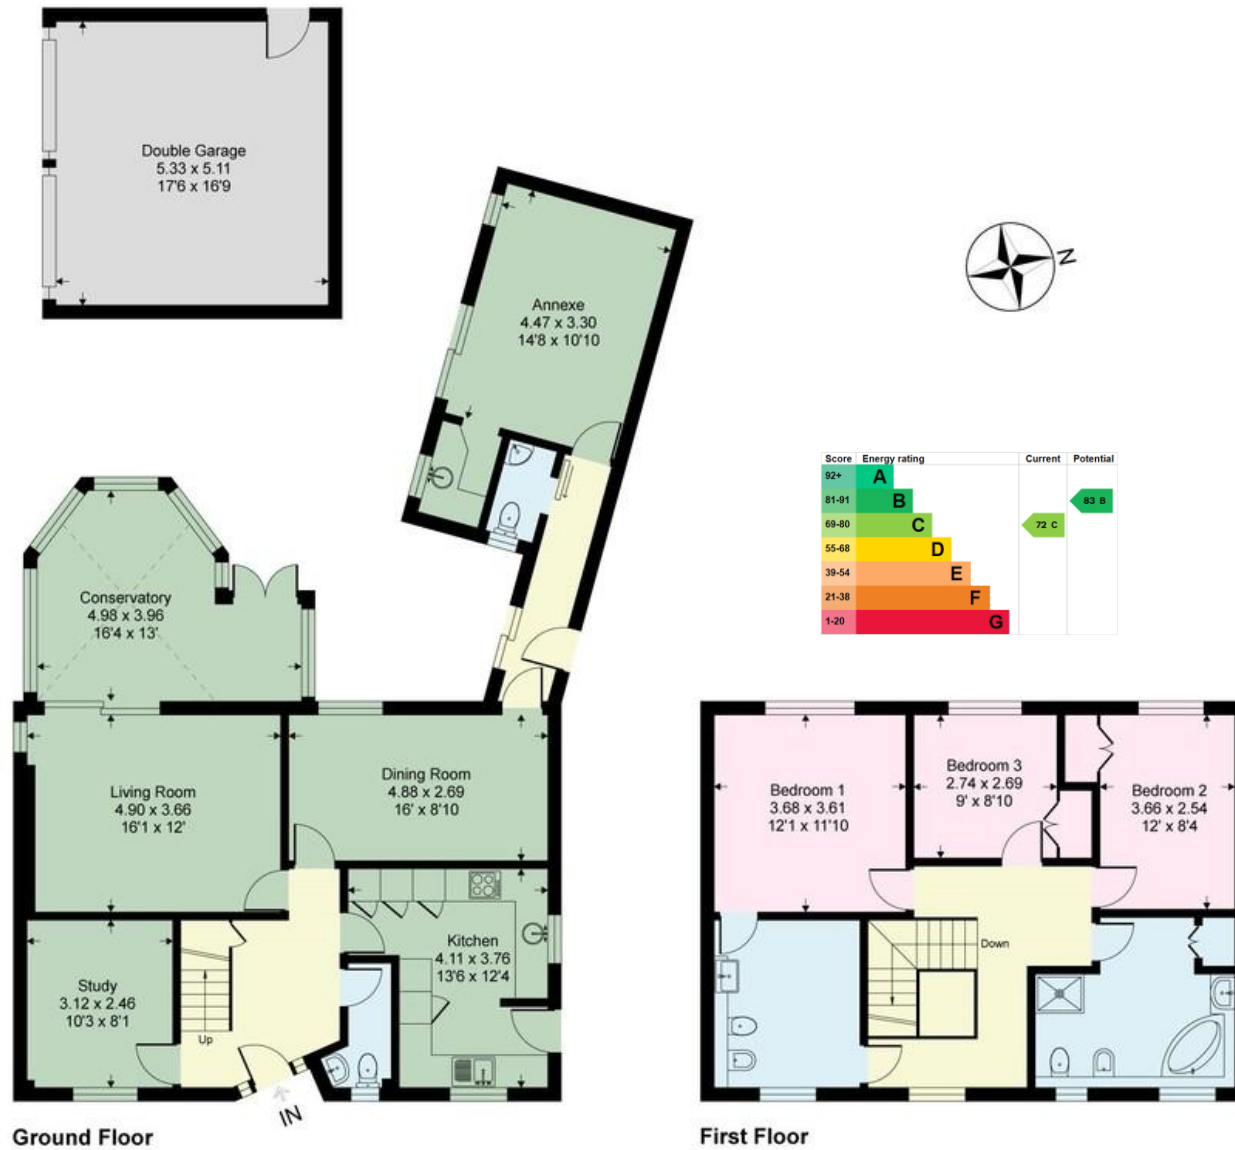 Double Garage
5.33 x 5.11
17'6 x 16'9
Annexe
4.47 x 3.30
14'8 x 10'10
N
Score Energy rating Current Potential
92+ A
81-91 B 83 B
69-80 C 72 C
55-68 D
39-54 E
21-38 F
1-20 G
Conservatory
4.98 x 3.96
16'4 x 13'
Living Room
4.90 x 3.66
16'1 x 12'
Dining Room
4.88 x 2.69
16' x 8'10
Kitchen
4.11 x 3.76
13'6 x 12'4
Study
3.12 x 2.46
10'3 x 8'1
Up
IN
Ground Floor
Bedroom 1
3.68 x 3.61
12'1 x 11'10
Bedroom 3
2.74 x 2.69
9' x 8'10
Bedroom 2
3.66 x 2.54
12' x 8'4
Down
First Floor